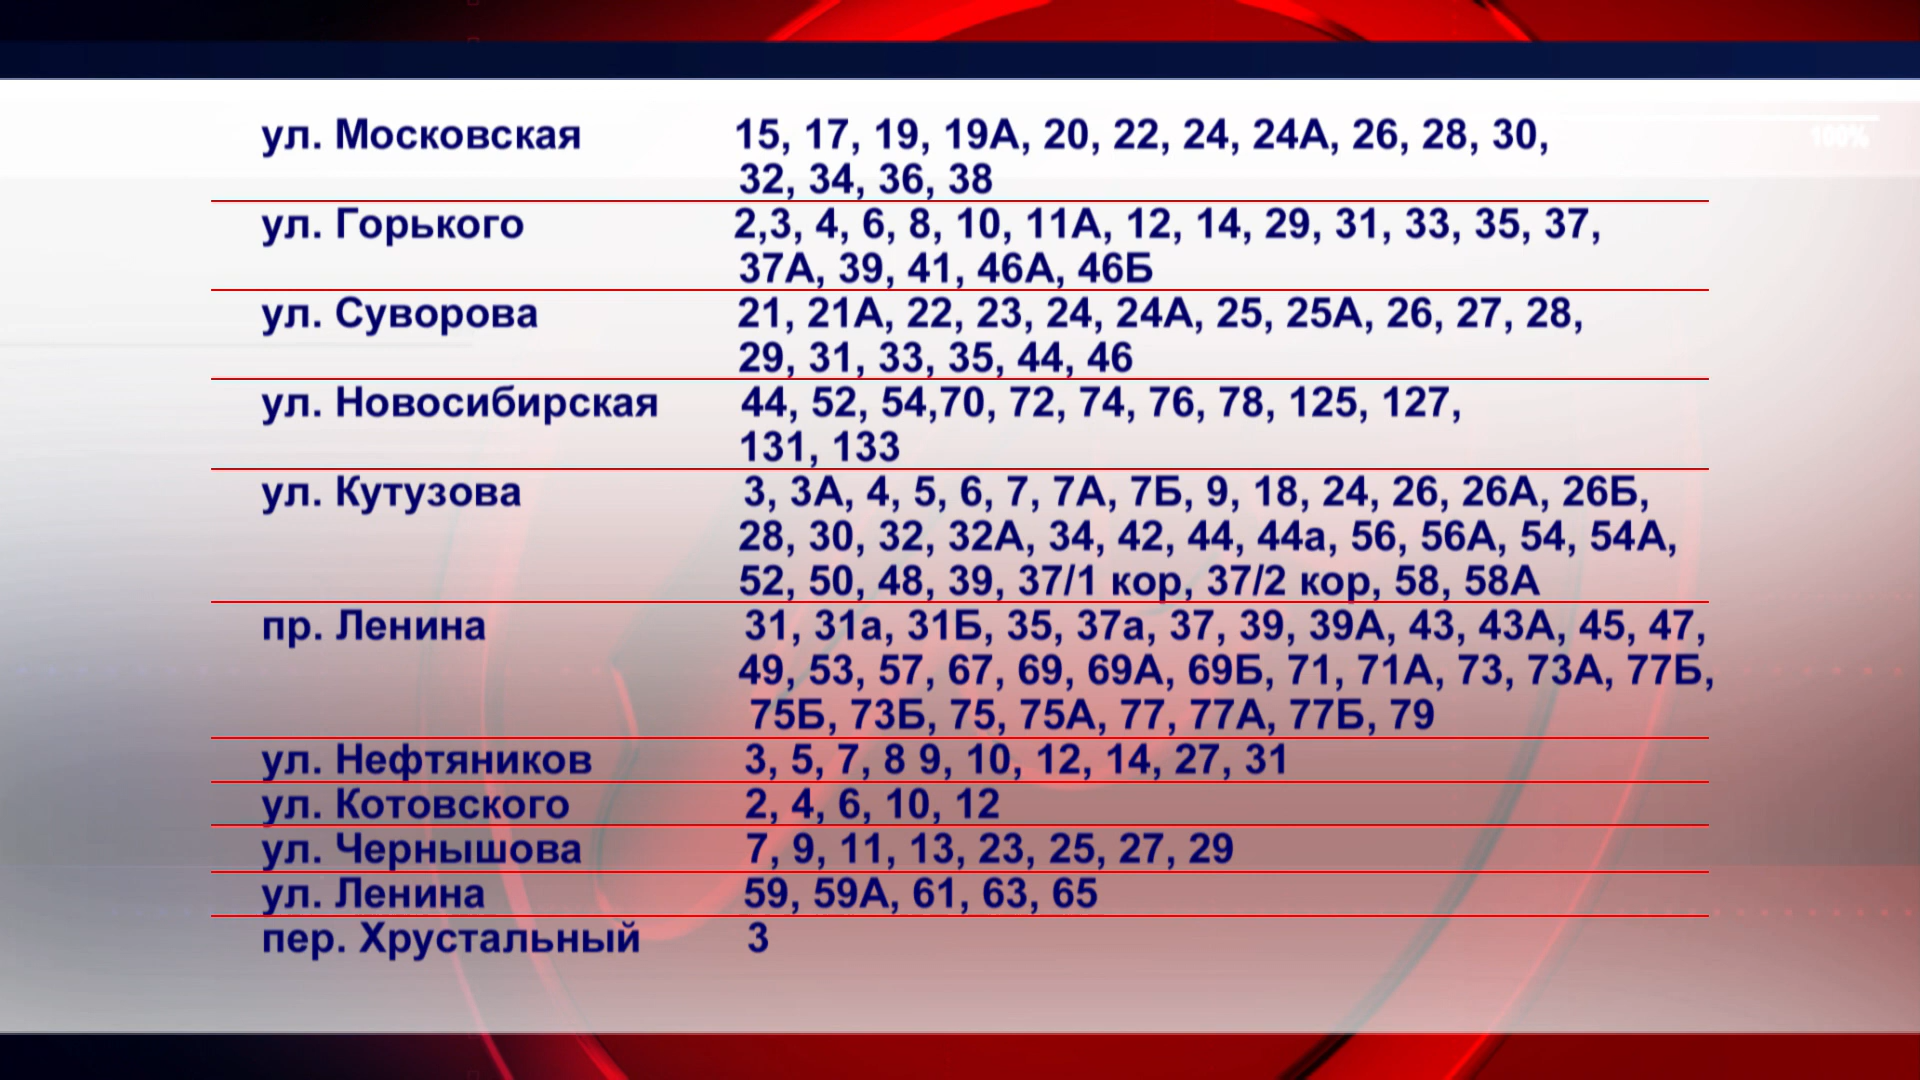 ул. Московская 15, 17, 19, 19А, 20, 22, 24, 24А, 26, 28, 30,
32, 34, 36, 38
ул. Горького 2,3, 4, 6, 8, 10, 11А, 12, 14, 29, 31, 33, 35, 37,
37А, 39, 41, 46А, 46Б
ул. Суворова 21, 21А, 22, 23, 24, 24А, 25, 25А, 26, 27, 28,
29, 31, 33, 35, 44, 46
ул. Новосибирская 44, 52, 54,70, 72, 74, 76, 78, 125, 127,
131, 133
ул. Кутузова 3, 3А, 4, 5, 6, 7, 7А, 7Б, 9, 18, 24, 26, 26А, 26Б,
28, 30, 32, 32А, 34, 42, 44, 44а, 56, 56А, 54, 54А,
52, 50, 48, 39, 37/1 кор, 37/2 кор, 58, 58А
пр. Ленина 31, 31а, 31Б, 35, 37а, 37, 39, 39А, 43, 43А, 45, 47,
49, 53, 57, 67, 69, 69А, 69Б, 71, 71А, 73, 73А, 77Б,
75Б, 73Б, 75, 75А, 77, 77А, 77Б, 79
ул. Нефтяников 3, 5, 7, 8 9, 10, 12, 14, 27, 31
ул. Котовского 2, 4, 6, 10, 12
ул. Чернышова 7, 9, 11, 13, 23, 25, 27, 29
ул. Ленина 59, 59А, 61, 63, 65
пер. Хрустальный 3
100%